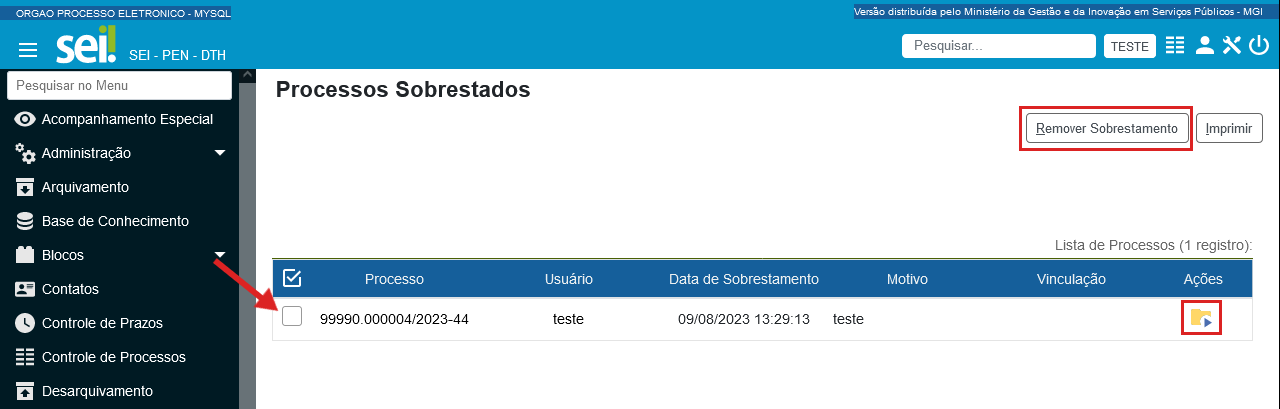 ORGAO PROCESSO ELETRONICO - MYSQL
Versão distribuída pelo Ministério da Gestão e da Inovação em Serviços Públicos - MGI
sei!
SEI - PEN - DTH
Pesquisar...
TESTE
Pesquisar no Menu
Acompanhamento Especial
Administração
Arquivamento
Base de Conhecimento
Blocos
Contatos
Controle de Prazos
Controle de Processos
Desarquivamento
Processos Sobrestados
Remover Sobrestamento
Imprimir
Lista de Processos (1 registro):
Processo Usuário Data de Sobrestamento Motivo Vinculação Ações
99990.000004/2023-44 teste 09/08/2023 13:29:13 teste